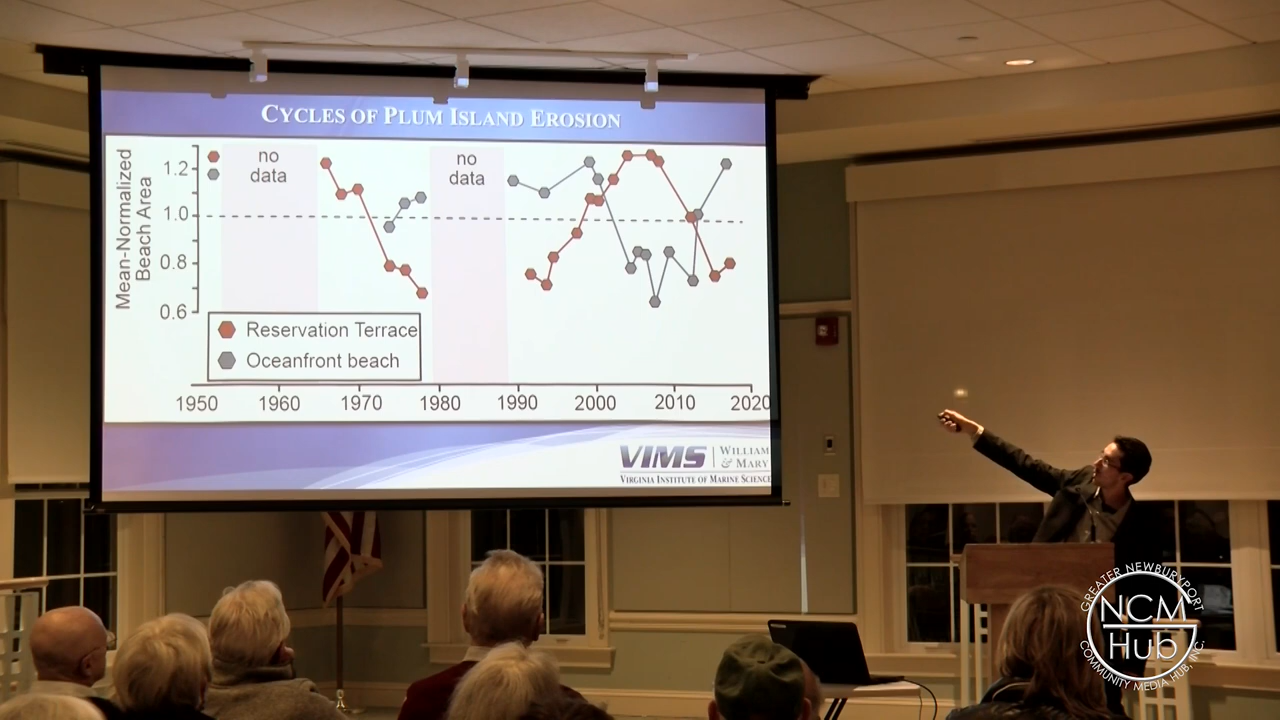 CYCLES OF PLUM ISLAND EROSION
Mean-Normalized
Beach Area
1.2
1.0
0.8
0.6
no
data
no
data
Reservation Terrace
Oceanfront beach
1950 1960 1970 1980 1990 2000 2010 2020
VIMS
WILLIAM
& MARY
VIRGINIA INSTITUTE OF MARINE SCIENCE
GREATER NEWBURYPORT
NCM
Hub
COMMUNITY MEDIA HUB, INC.